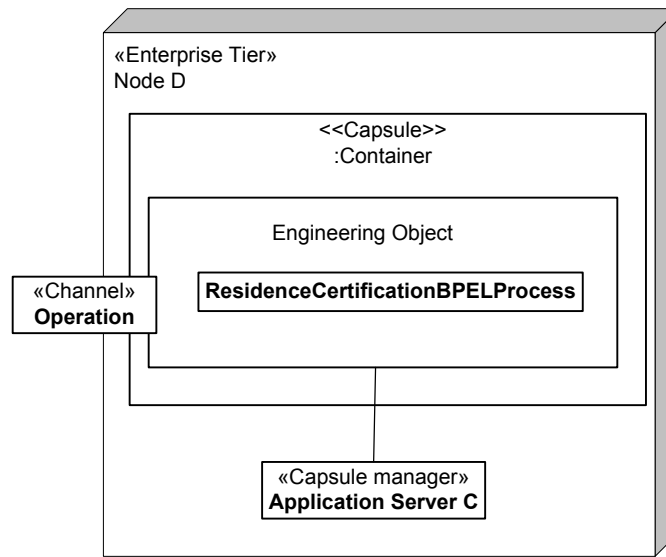 «Enterprise Tier»
Node D
<<Capsule>>
:Container
Engineering Object
ResidenceCertificationBPELProcess
«Channel»
Operation
«Capsule manager»
Application Server C